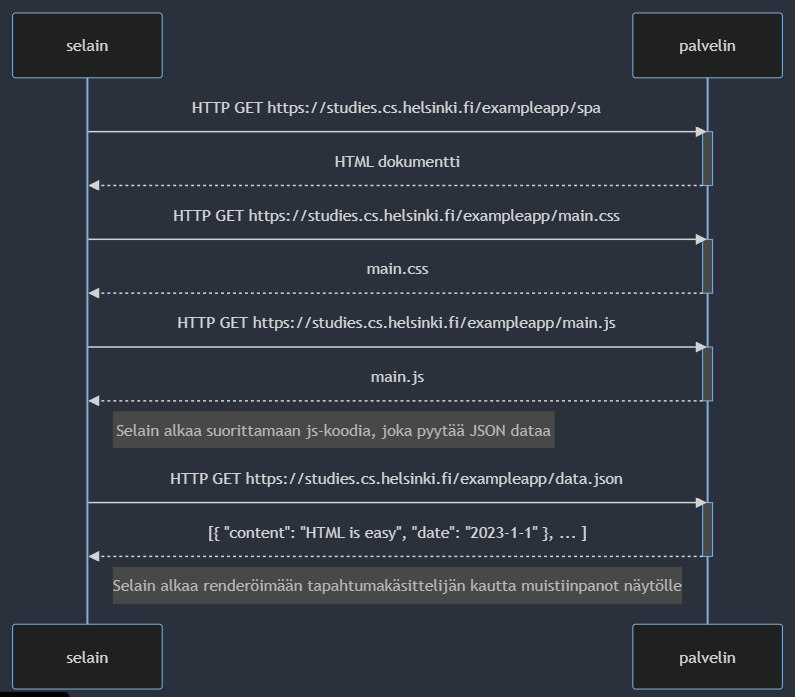 selain
palvelin
HTTP GET https://studies.cs.helsinki.fi/exampleapp/spa
HTML dokumentti
HTTP GET https://studies.cs.helsinki.fi/exampleapp/main.css
main.css
HTTP GET https://studies.cs.helsinki.fi/exampleapp/main.js
main.js
Selain alkaa suorittamaan js-koodia, joka pyytää JSON dataa
HTTP GET https://studies.cs.helsinki.fi/exampleapp/data.json
[{ "content": "HTML is easy", "date": "2023-1-1" }, ... ]
Selain alkaa renderöimään tapahtumakäsittelijän kautta muistiinpanot näytölle
selain
palvelin